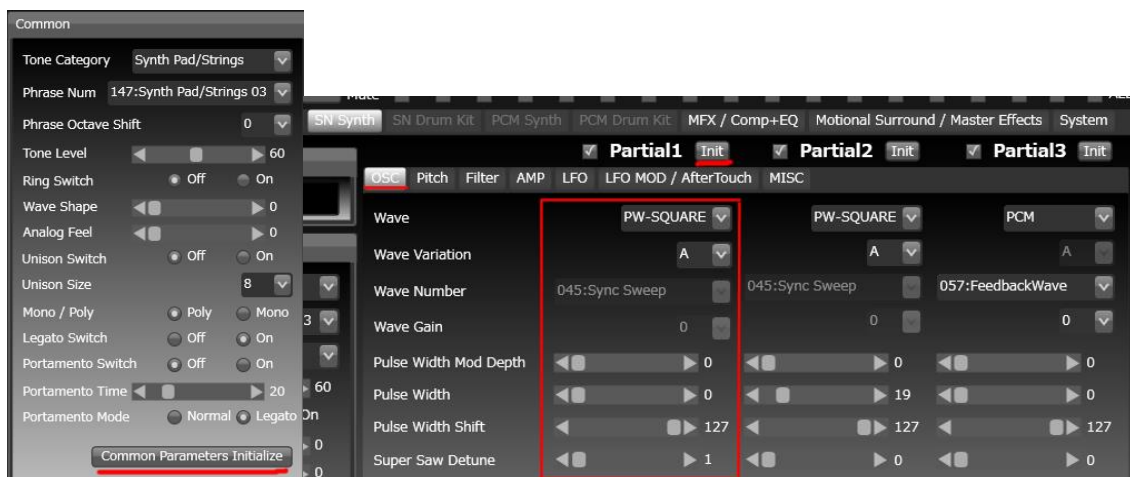 Common
Tone Category Synth Pad/Strings
Phrase Num 147:Synth Pad/Strings 03
Phrase Octave Shift 0
Tone Level 60
Ring Switch Off On
Wave Shape 0
Analog Feel 0
Unison Switch Off On
Unison Size 8
Mono / Poly Poly Mono
Legato Switch Off On
Portamento Switch Off On
Portamento Time 20
Portamento Mode Normal Legato
Common Parameters Initialize
SN Synth SN Drum Kit PCM Synth PCM Drum Kit MFX / Comp+EQ Motional Surround / Master Effects System
Partial1 Init Partial2 Init Partial3 Init
OSC Pitch Filter AMP LFO LFO MOD / AfterTouch MISC
Wave PW-SQUARE PW-SQUARE PCM
Wave Variation A A A
Wave Number 045:Sync Sweep 045:Sync Sweep 057:FeedbackWave
3
Wave Gain 0 0 0
Pulse Width Mod Depth 0 0 0
60
Pulse Width 0 19 0
On
Pulse Width Shift 127 127 127
0
Super Saw Detune 1 0 0
0